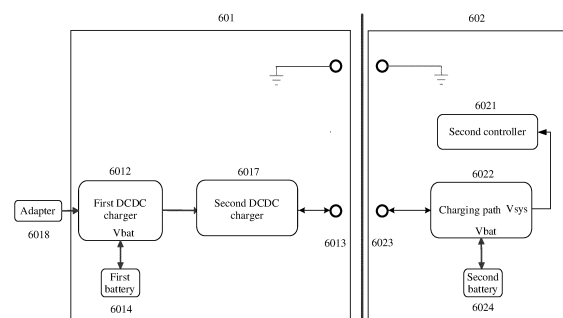 601
602
6021
Second controller
6012
6017
6022
First DCDC
charger
Vbat
Second DCDC
charger
Adapter
Charging path Vsys
Vbat
6018
6013
6023
First
battery
Second
battery
6014
6024